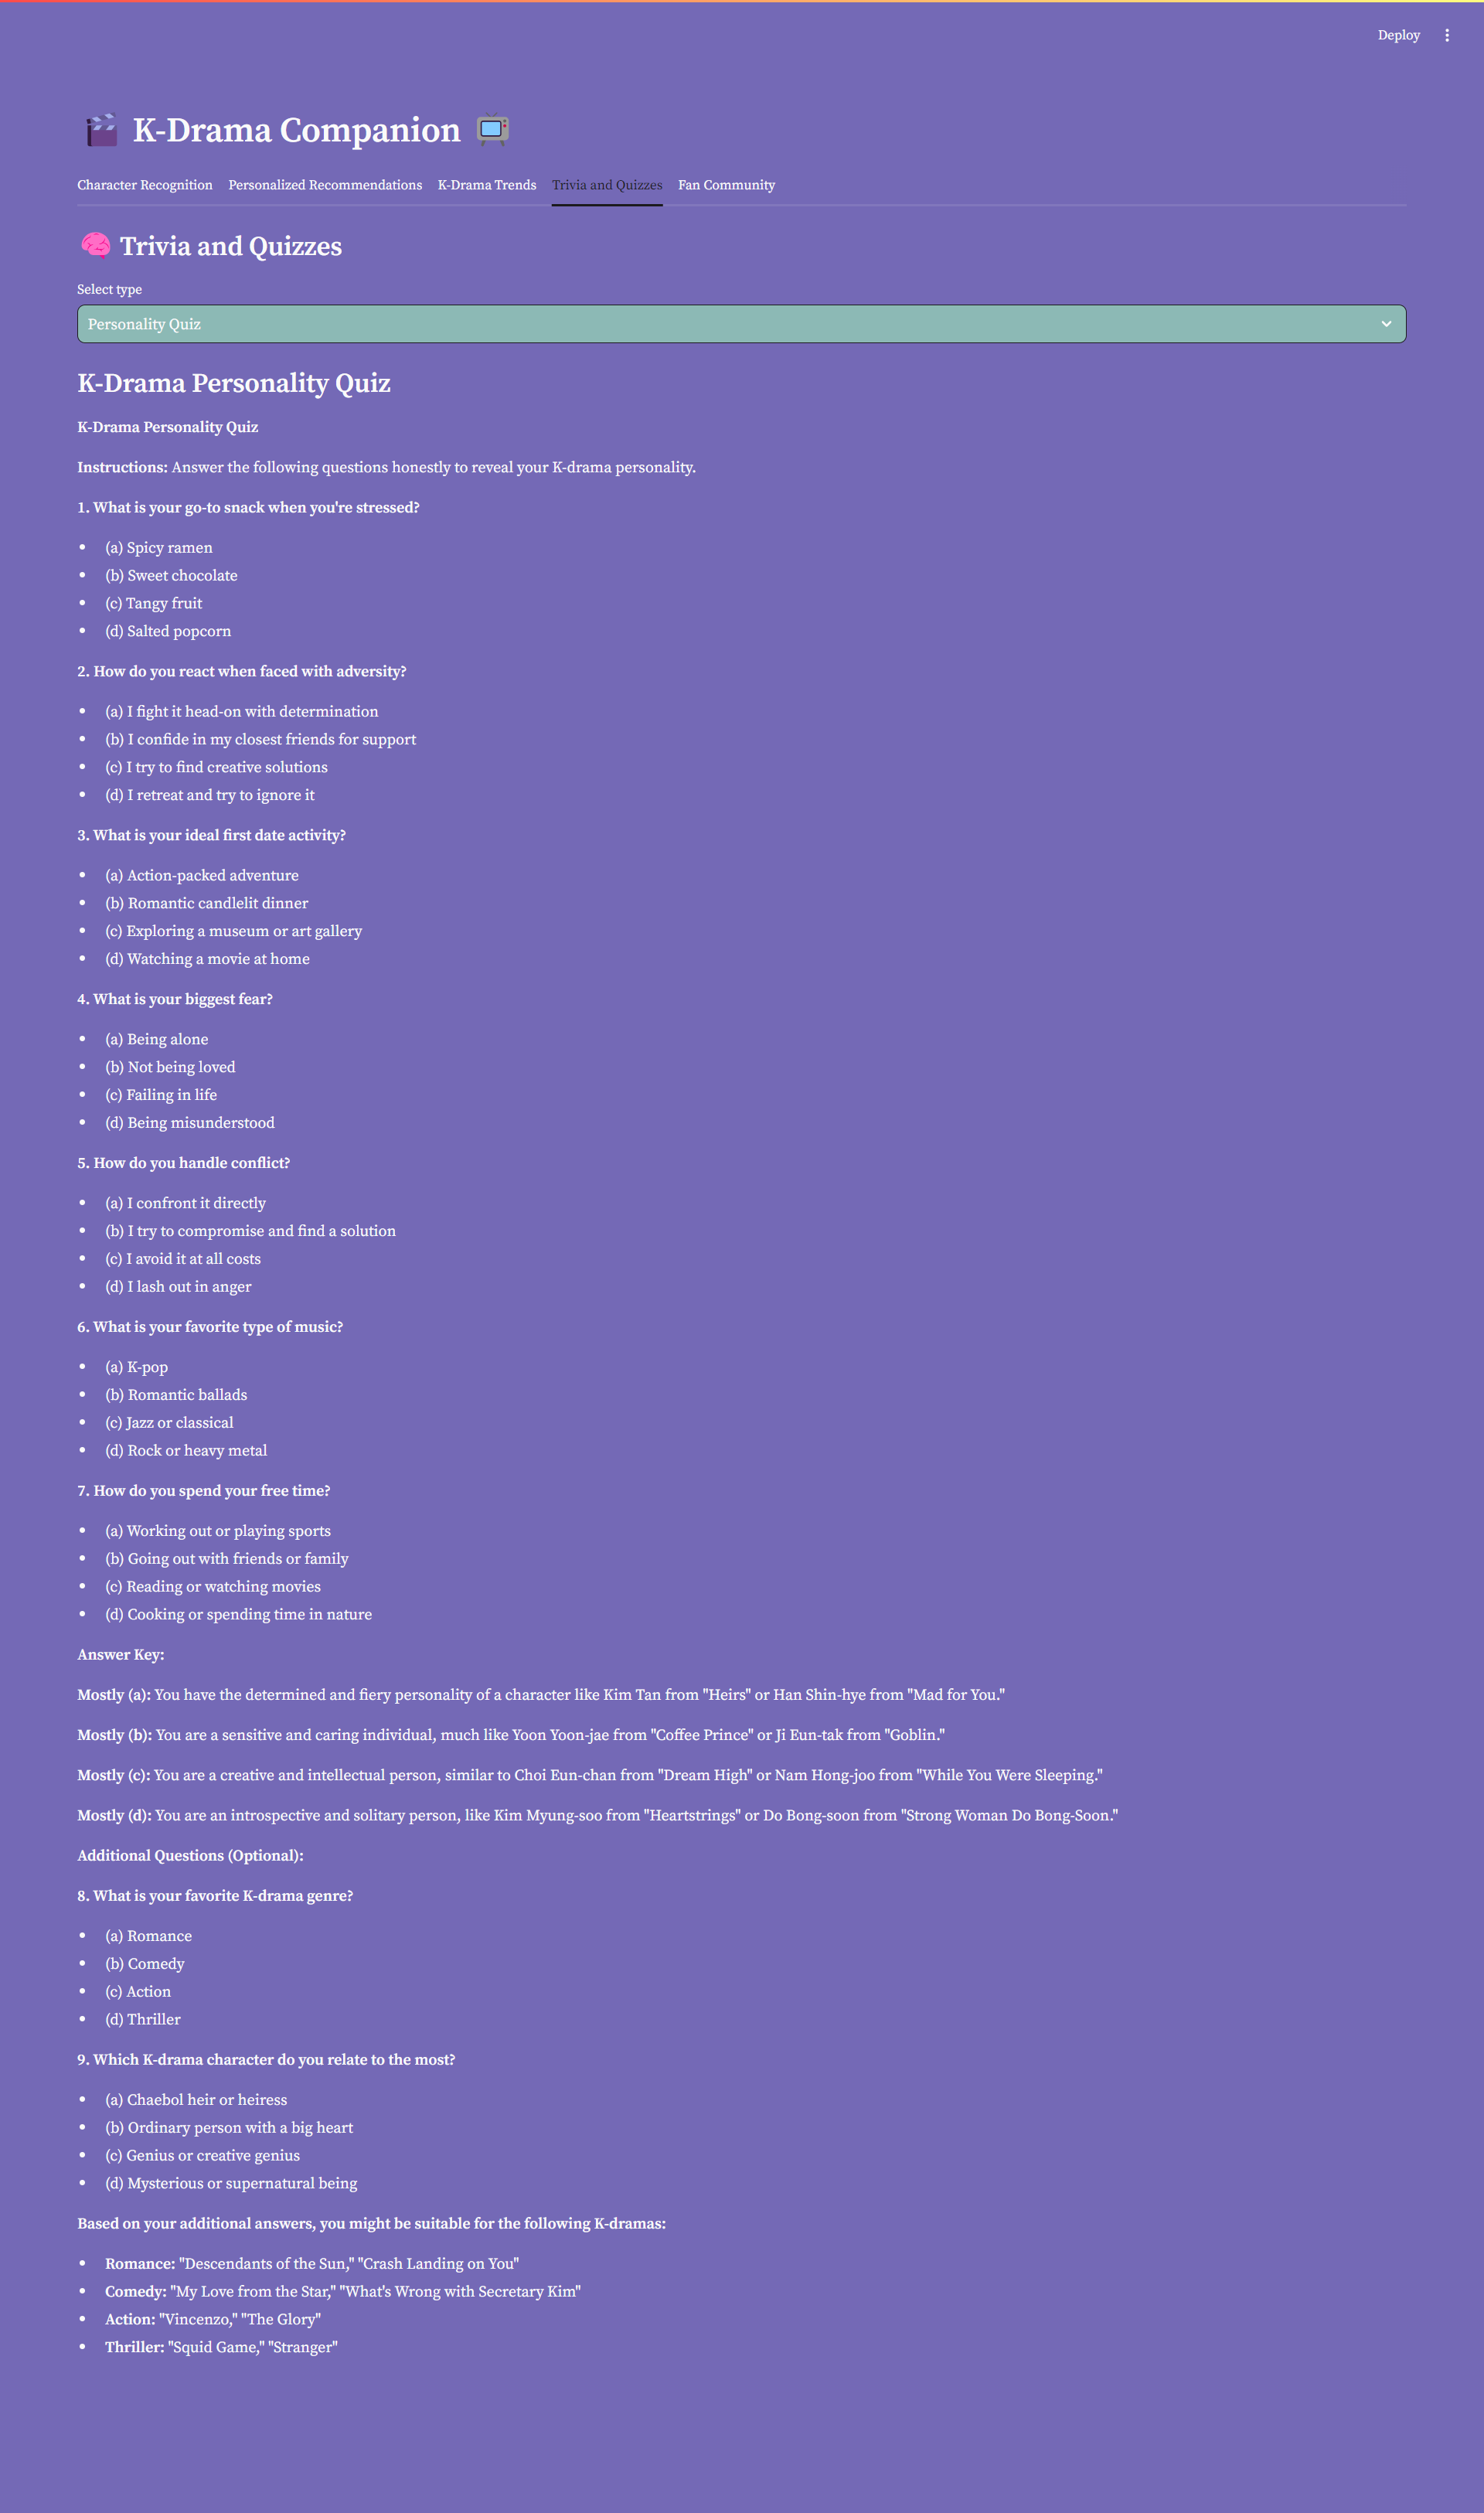 Deploy
K-Drama Companion
Character Recognition
Personalized Recommendations
K-Drama Trends
Trivia and Quizzes
Fan Community
Trivia and Quizzes
Select type
Personality Quiz
K-Drama Personality Quiz
K-Drama Personality Quiz
Instructions: Answer the following questions honestly to reveal your K-drama personality.
1. What is your go-to snack when you're stressed?
(a) Spicy ramen
(b) Sweet chocolate
(c) Tangy fruit
(d) Salted popcorn
2. How do you react when faced with adversity?
(a) I fight it head-on with determination
(b) I confide in my closest friends for support
(c) I try to find creative solutions
(d) I retreat and try to ignore it
3. What is your ideal first date activity?
(a) Action-packed adventure
(b) Romantic candlelit dinner
(c) Exploring a museum or art gallery
(d) Watching a movie at home
4. What is your biggest fear?
(a) Being alone
(b) Not being loved
(c) Failing in life
(d) Being misunderstood
5. How do you handle conflict?
(a) I confront it directly
(b) I try to compromise and find a solution
(c) I avoid it at all costs
(d) I lash out in anger
6. What is your favorite type of music?
(a) K-pop
(b) Romantic ballads
(c) Jazz or classical
(d) Rock or heavy metal
7. How do you spend your free time?
(a) Working out or playing sports
(b) Going out with friends or family
(c) Reading or watching movies
(d) Cooking or spending time in nature
Answer Key:
Mostly (a): You have the determined and fiery personality of a character like Kim Tan from "Heirs" or Han Shin-hye from "Mad for You."
Mostly (b): You are a sensitive and caring individual, much like Yoon Yoon-jae from "Coffee Prince" or Ji Eun-tak from "Goblin."
Mostly (c): You are a creative and intellectual person, similar to Choi Eun-chan from "Dream High" or Nam Hong-joo from "While You Were Sleeping."
Mostly (d): You are an introspective and solitary person, like Kim Myung-soo from "Heartstrings" or Do Bong-soon from "Strong Woman Do Bong-Soon."
Additional Questions (Optional):
8. What is your favorite K-drama genre?
(a) Romance
(b) Comedy
(c) Action
(d) Thriller
9. Which K-drama character do you relate to the most?
(a) Chaebol heir or heiress
(b) Ordinary person with a big heart
(c) Genius or creative genius
(d) Mysterious or supernatural being
Based on your additional answers, you might be suitable for the following K-dramas:
Romance: "Descendants of the Sun," "Crash Landing on You"
Comedy: "My Love from the Star," "What's Wrong with Secretary Kim"
Action: "Vincenzo," "The Glory"
Thriller: "Squid Game," "Stranger"